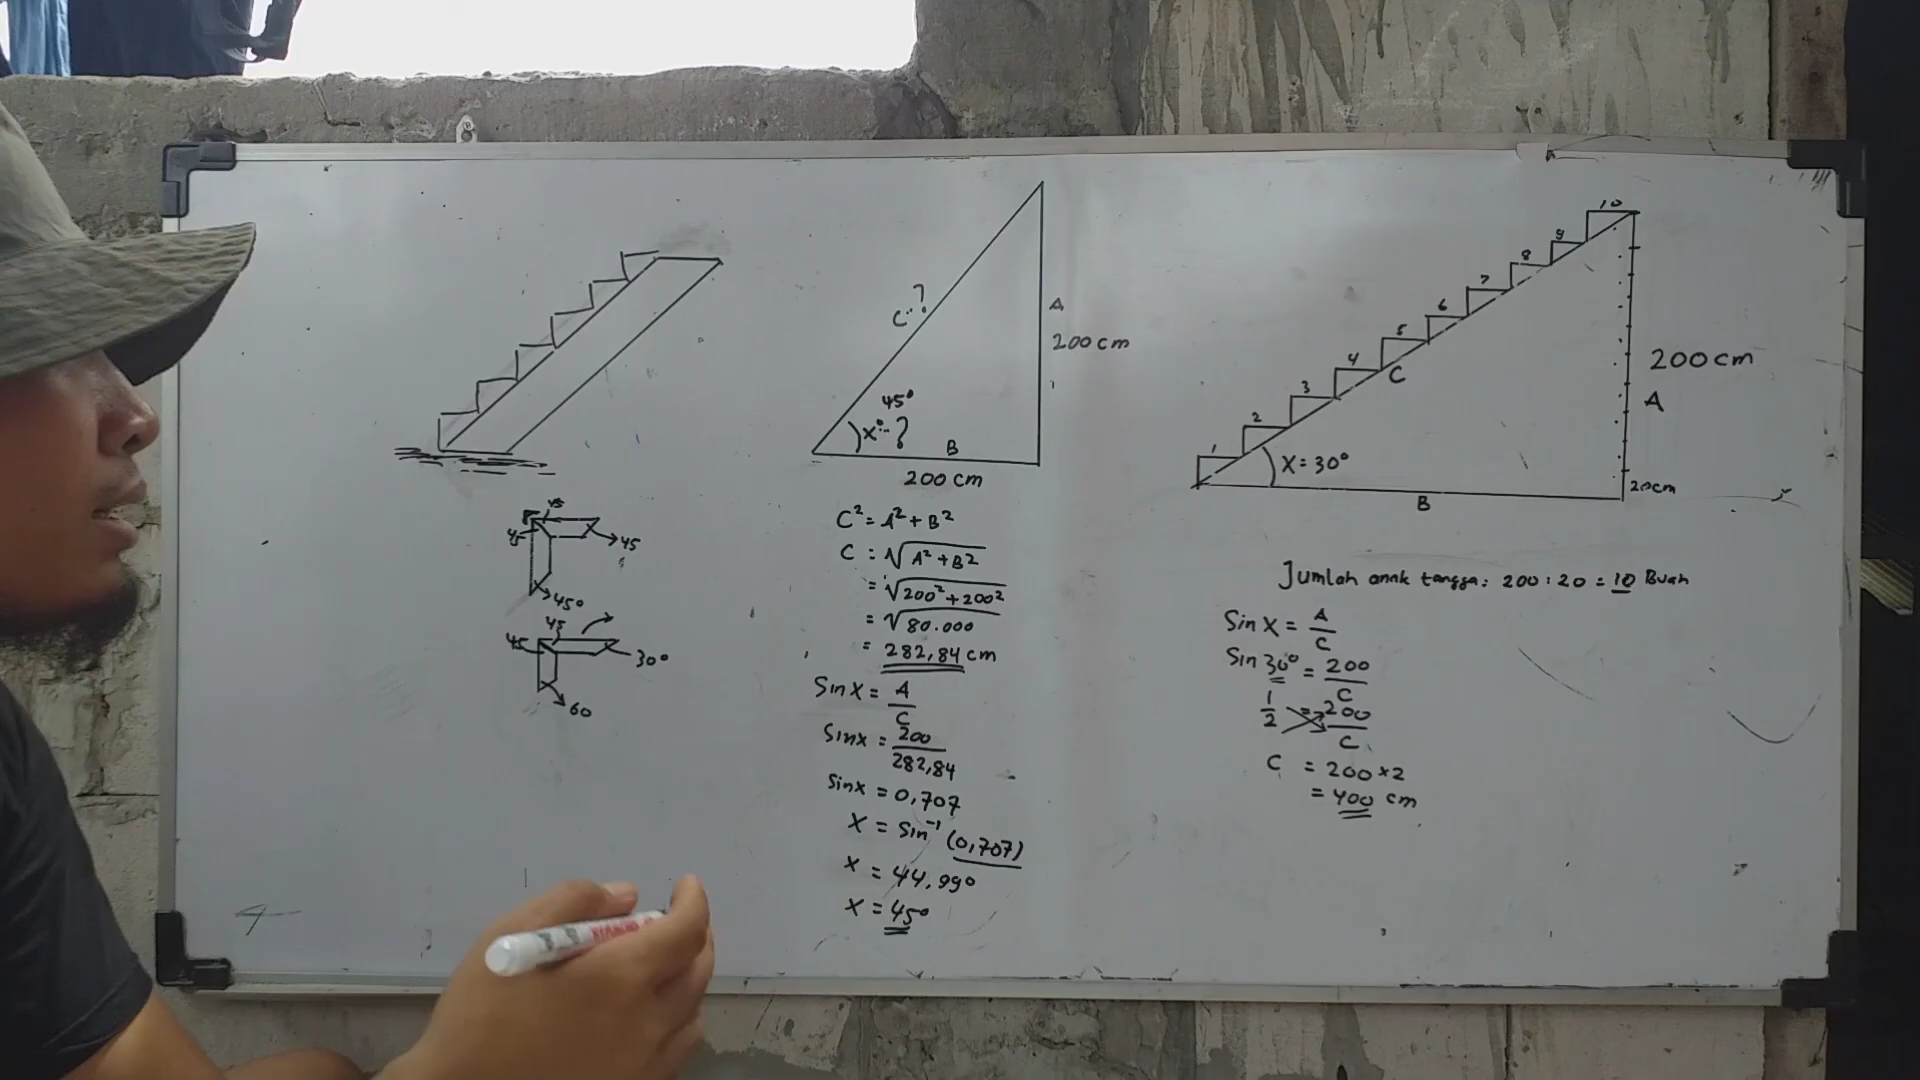 45
45
45
45°
45
45
30°
60
C..?
A
200 cm
45°
x°..?
B
200 cm
C² = A² + B²
C = √A² + B²
= √200² + 200²
= √80.000
= 282,84 cm
Sin X = A/C
Sin x = 200/282,84
Sin x = 0,707
X = Sin⁻¹ (0,707)
X = 44,99°
X = 45°
1
2
3
4
5
6
7
8
9
10
C
200 cm
A
X = 30°
20cm
B
Jumlah anak tangga : 200 : 20 = 10 Buah
Sin X = A/C
Sin 30° = 200/C
1/2 = 200/C
C = 200 × 2
= 400 cm